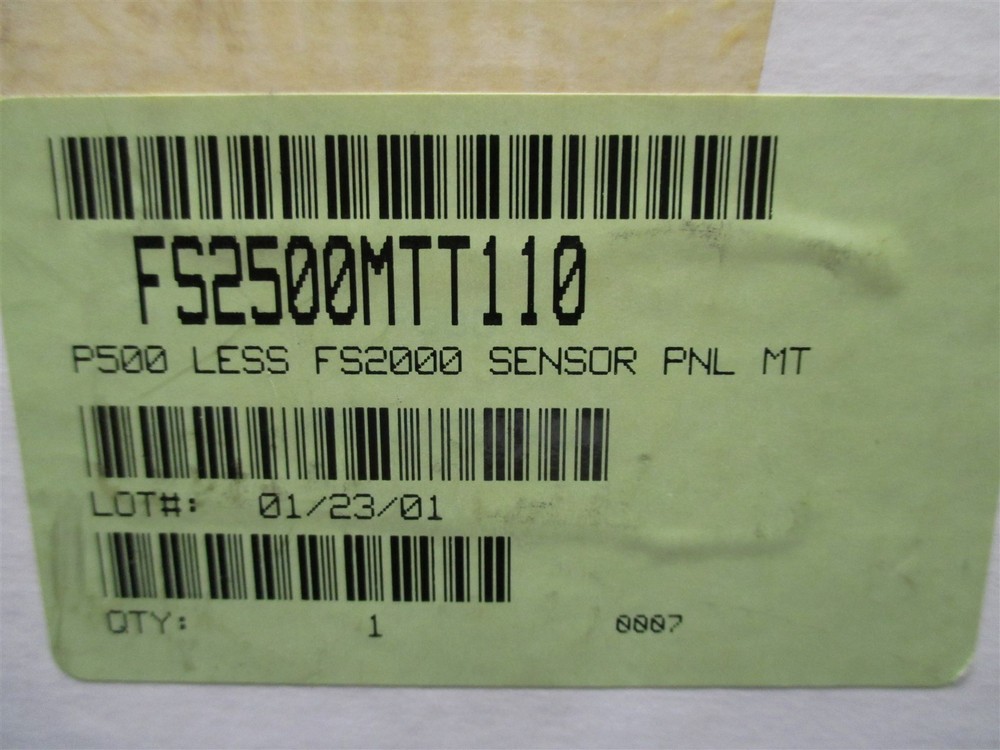 FS2500MTT110
P500 LESS FS2000 SENSOR PNL MT
LOT#: 01/23/01
QTY: 1 0007